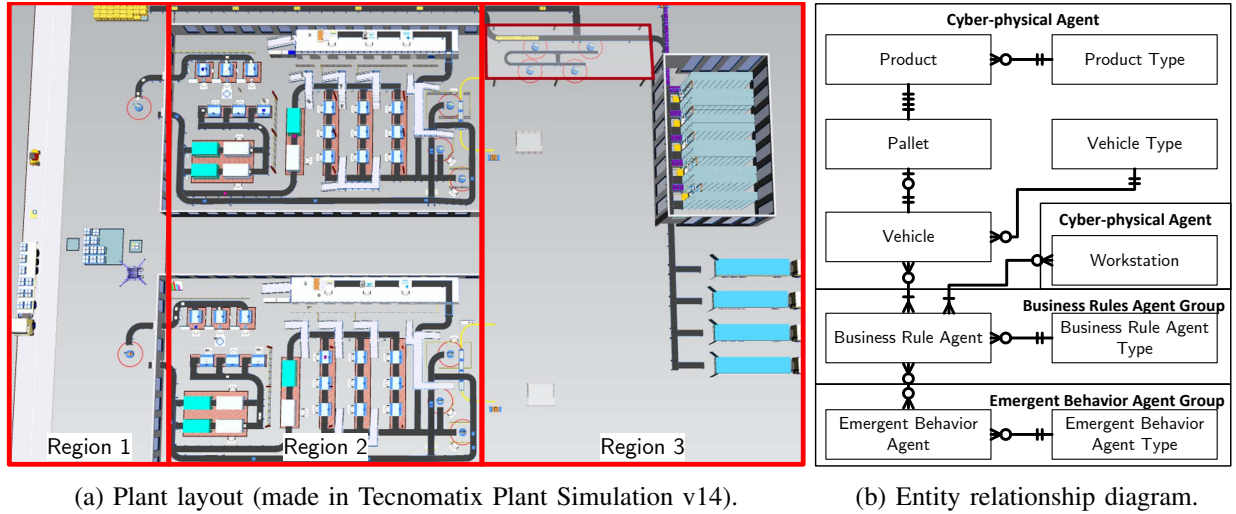 Region 1
Region 2
Region 3
(a) Plant layout (made in Tecnomatix Plant Simulation v14).
Cyber-physical Agent
Product
Product Type
Pallet
Vehicle Type
Vehicle
Cyber-physical Agent
Workstation
Business Rules Agent Group
Business Rule Agent
Business Rule Agent
Type
Emergent Behavior Agent Group
Emergent Behavior
Agent
Emergent Behavior
Agent Type
(b) Entity relationship diagram.